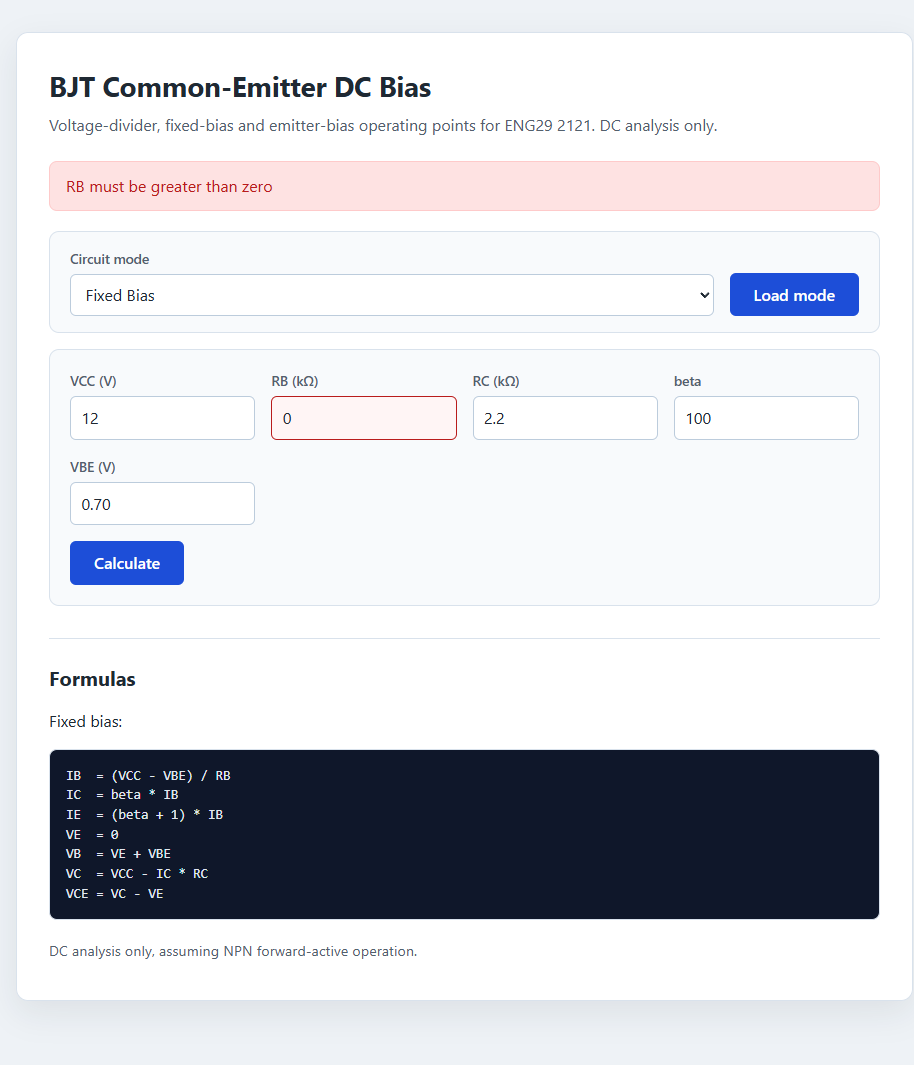 BJT Common-Emitter DC Bias
Voltage-divider, fixed-bias and emitter-bias operating points for ENG29 2121. DC analysis only.
RB must be greater than zero
Circuit mode
Fixed Bias
Load mode
VCC (V) RB (kΩ) RC (kΩ) beta
12 0 2.2 100
VBE (V)
0.70
Calculate
Formulas
Fixed bias:
IB  = (VCC - VBE) / RB
IC  = beta * IB
IE  = (beta + 1) * IB
VE  = 0
VB  = VE + VBE
VC  = VCC - IC * RC
VCE = VC - VE
DC analysis only, assuming NPN forward-active operation.